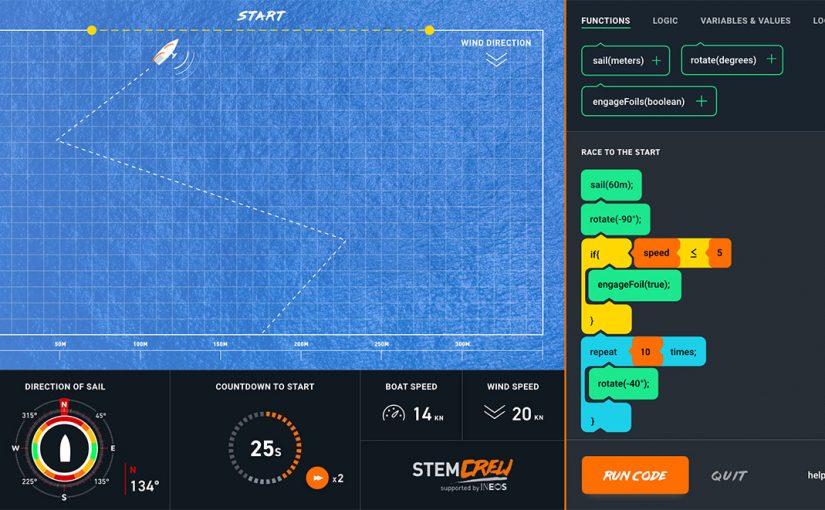 START
WIND DIRECTION
50M 100M 150M 200M 250M 300M
DIRECTION OF SAIL
N
315° 45°
W E
225° 135°
S
N
134°
COUNTDOWN TO START
25s
x2
BOAT SPEED
14 KN
WIND SPEED
20 KN
STEM CREW
supported by INEOS
FUNCTIONS LOGIC VARIABLES & VALUES LO
sail(meters) +
rotate(degrees) +
engageFoils(boolean) +
RACE TO THE START
sail(60m);
rotate(-90°);
if{ speed ≤ 5
engageFoil(true);
}
repeat 10 times;
rotate(-40°);
}
RUN CODE QUIT help